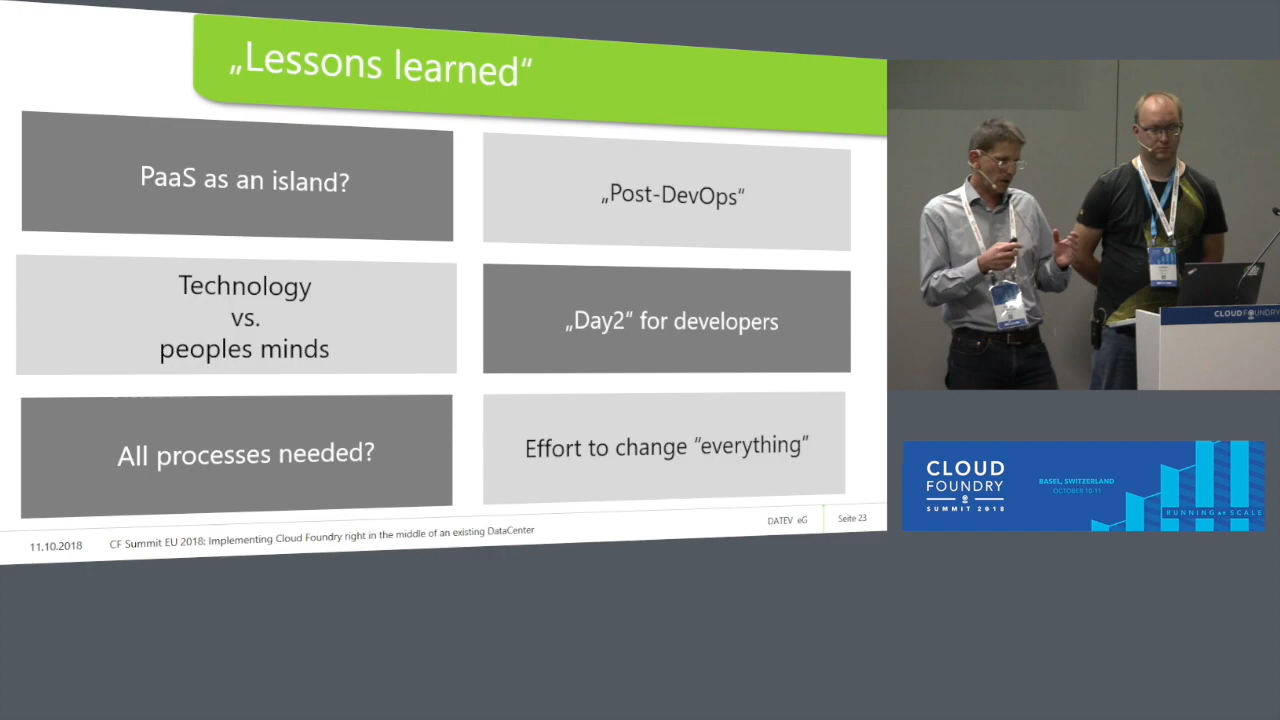 „Lessons learned“
PaaS as an island?
„Post-DevOps“
Technology
vs.
peoples minds
„Day2“ for developers
All processes needed?
Effort to change “everything”
11.10.2018
CF Summit EU 2018; Implementing Cloud Foundry right in the middle of an existing DataCenter
DATEV eG
Seite 23
CLOUD FOUNDRY
CLOUD
FOUNDRY
SUMMIT 2018
BASEL, SWITZERLAND
OCTOBER 10-11
RUNNING AT SCALE